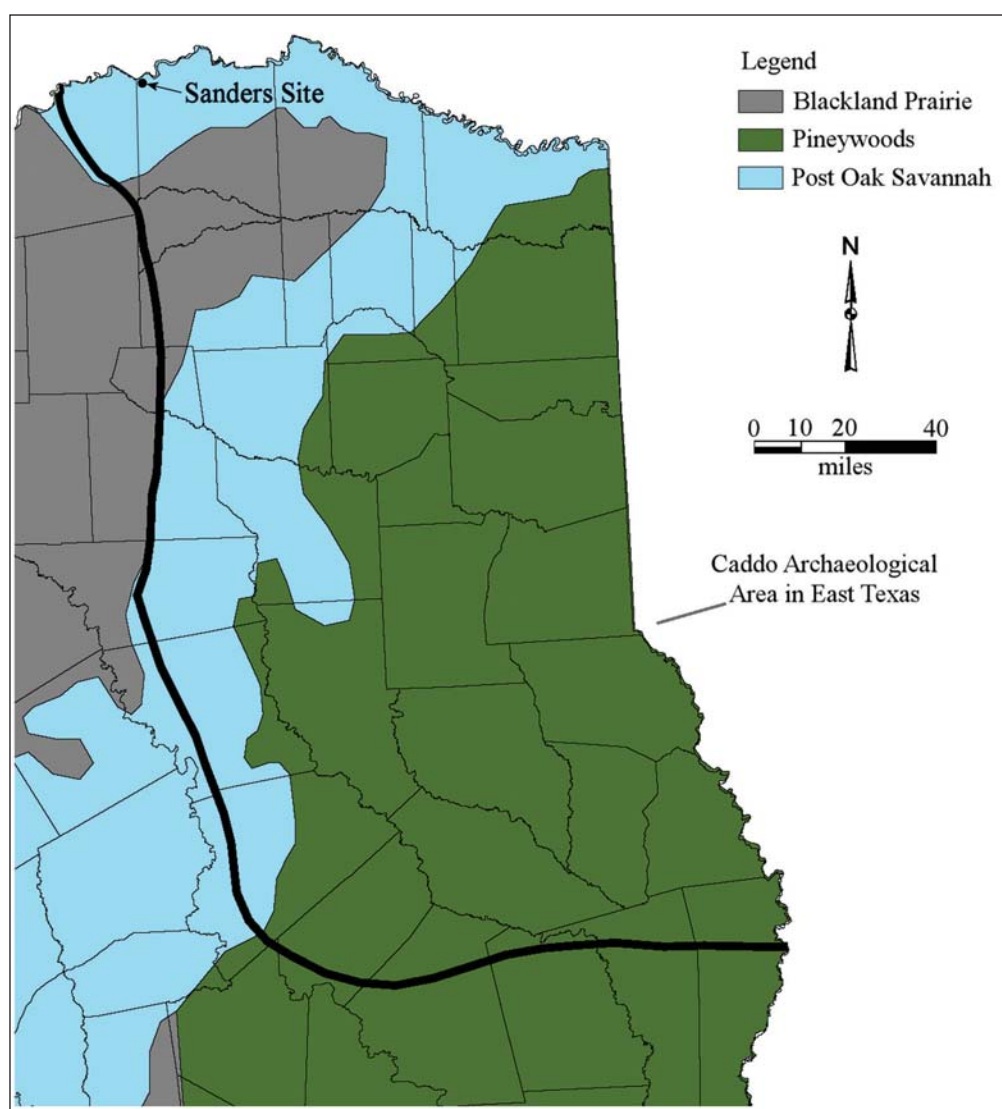 Sanders Site
Legend
Blackland Prairie
Pineywoods
Post Oak Savannah
N
0 10 20 40
miles
Caddo Archaeological
Area in East Texas